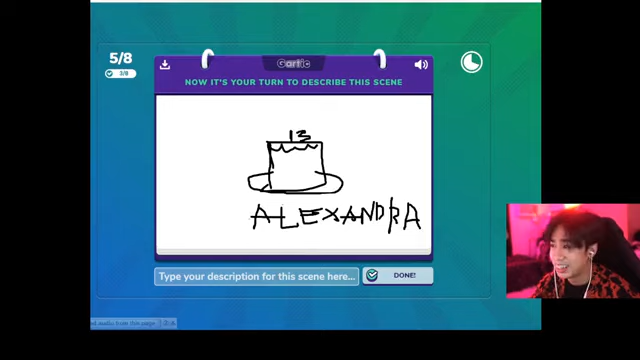 5/8
3/8
Gartic
NOW IT'S YOUR TURN TO DESCRIBE THIS SCENE
13
ALEXANDRA
Type your description for this scene here...
DONE!